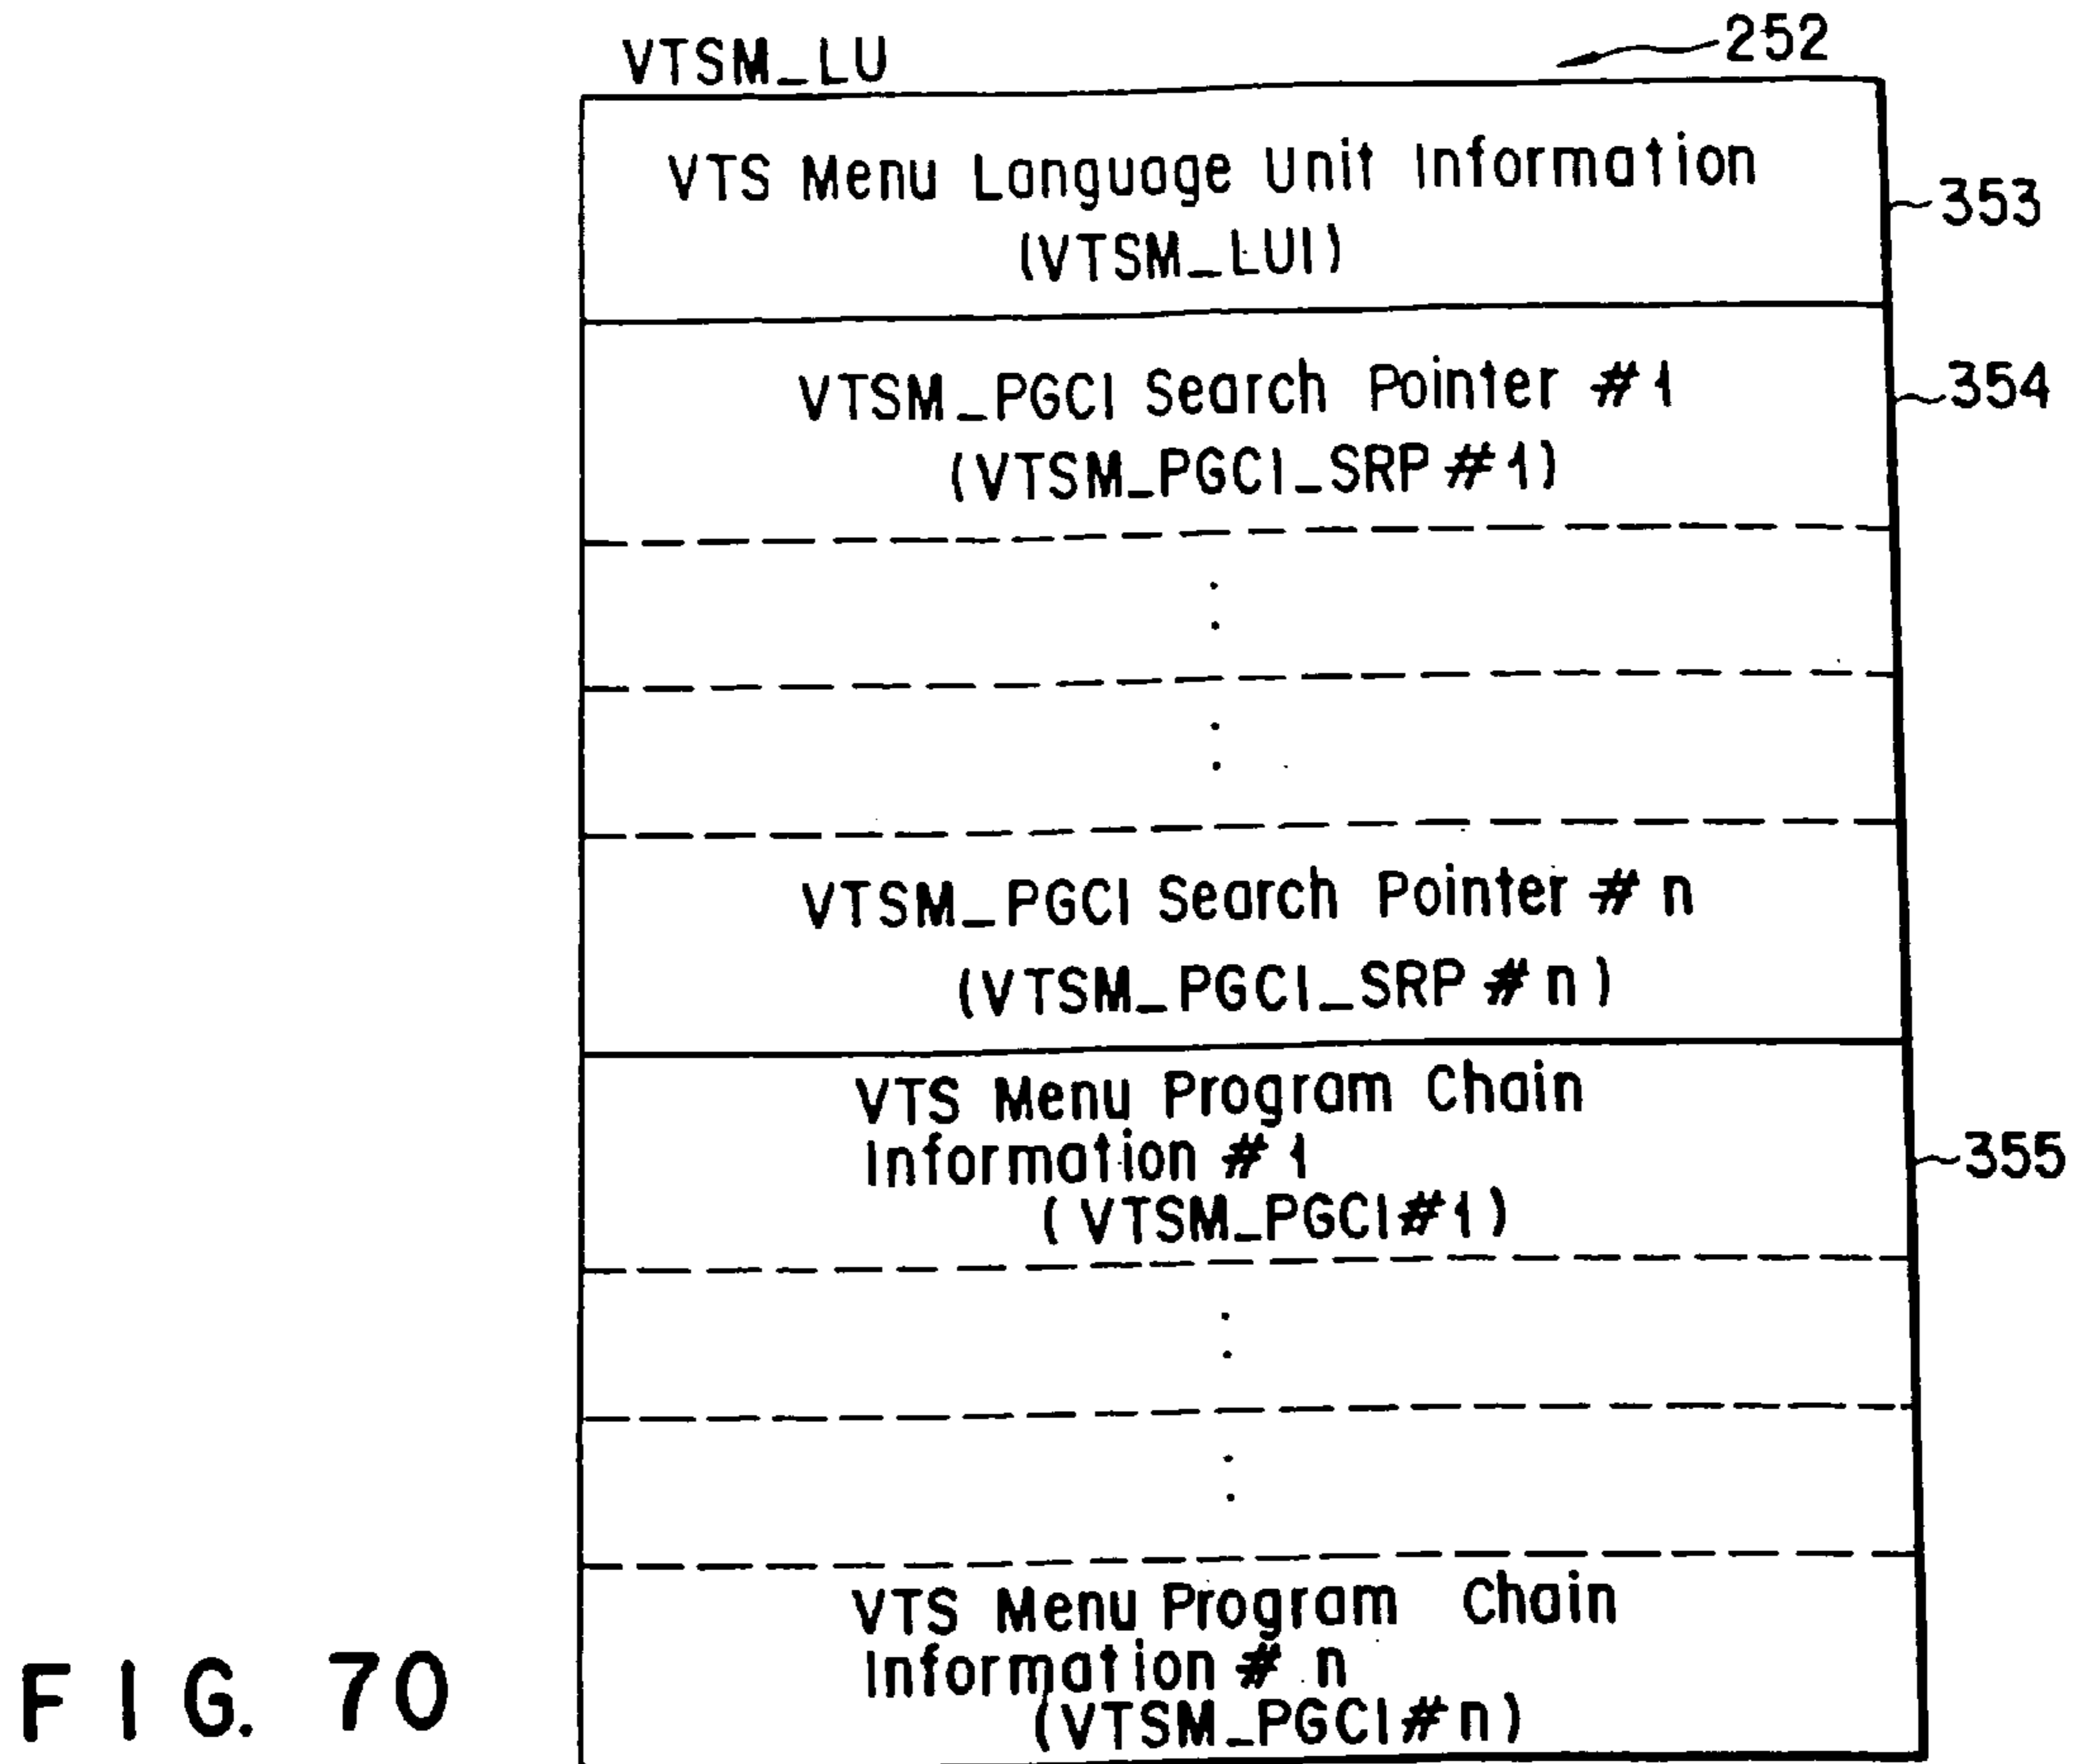 VTSM_LU
252
VTS Menu Language Unit Information
(VTSM_LUI)
353
VTSM_PGCI Search Pointer #1
(VTSM_PGCI_SRP #1)
354
VTSM_PGCI Search Pointer # n
(VTSM_PGCI_SRP # n)
VTS Menu Program Chain
Information # 1
(VTSM_PGCI#1)
355
VTS Menu Program Chain
Information # n
(VTSM_PGCI#n)
FIG. 70